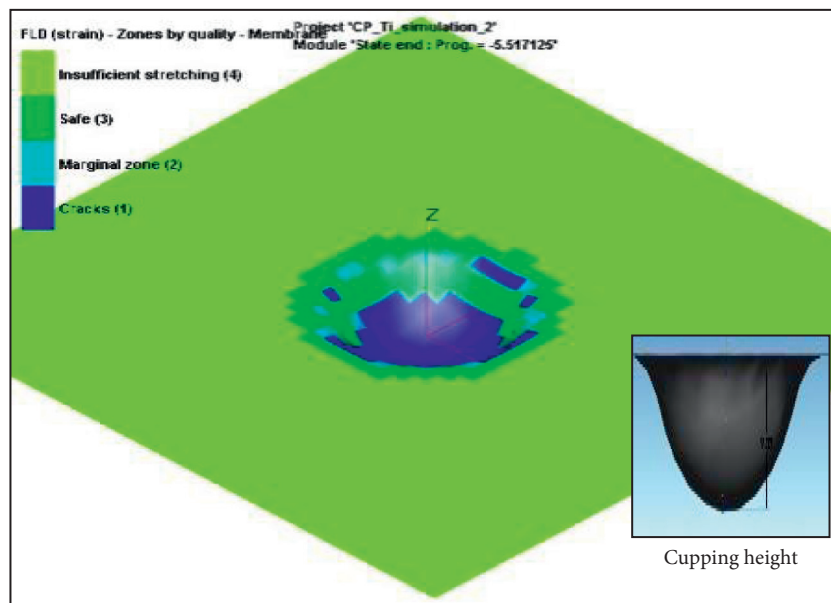 Project "CP_Ti_simulation_2"
FLD (strain) - Zones by quality - Membrane
Module "State end : Prog. = -5.517125"
Insufficient stretching (4)
Safe (3)
Marginal zone (2)
Cracks (1)
Z
Cupping height